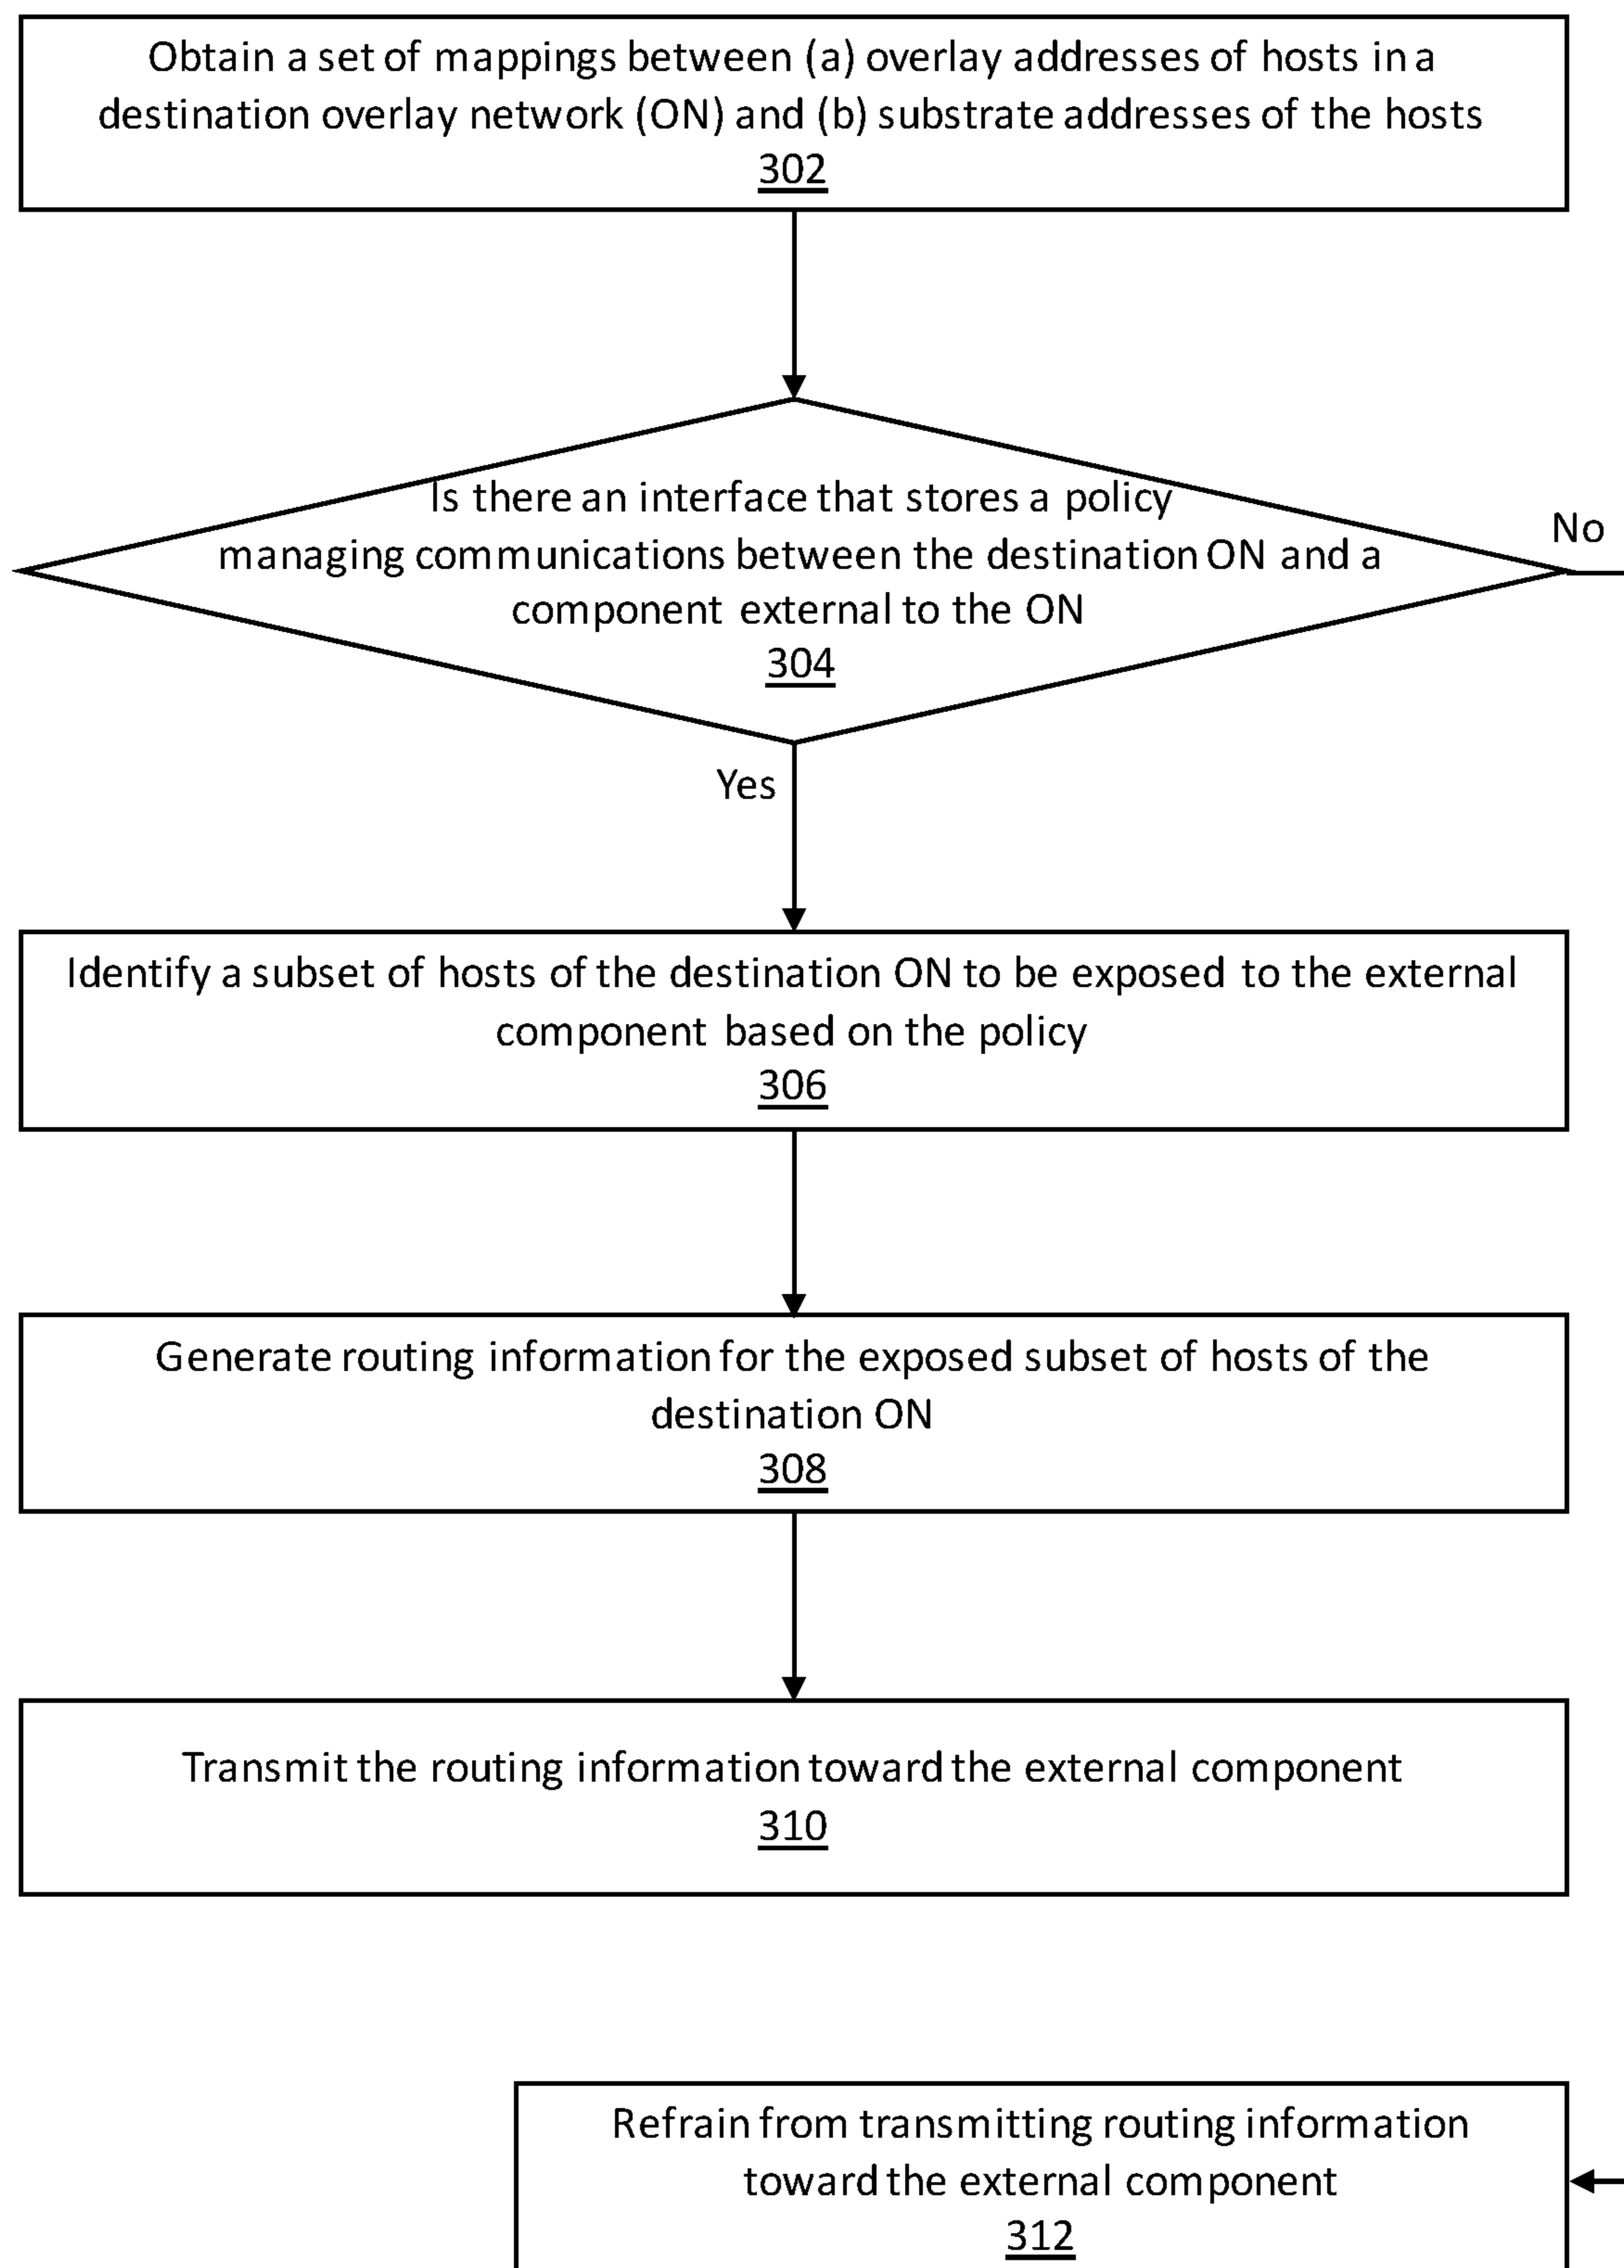 Obtain a set of mappings between (a) overlay addresses of hosts in a
destination overlay network (ON) and (b) substrate addresses of the hosts
302
Is there an interface that stores a policy
managing communications between the destination ON and a
component external to the ON
304
No
Yes
Identify a subset of hosts of the destination ON to be exposed to the external
component based on the policy
306
Generate routing information for the exposed subset of hosts of the
destination ON
308
Transmit the routing information toward the external component
310
Refrain from transmitting routing information
toward the external component
312